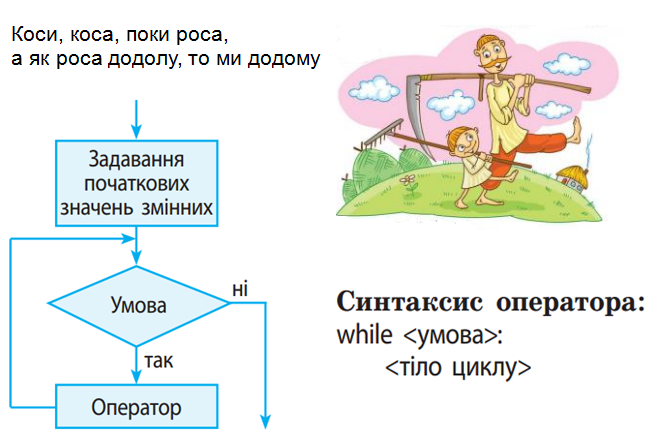 Коси, коса, поки роса,
а як роса додолу, то ми додому
Задавання
початкових
значень змінних
Умова
ні
так
Оператор
Синтаксис оператора:
while <умова>:
<тіло циклу>